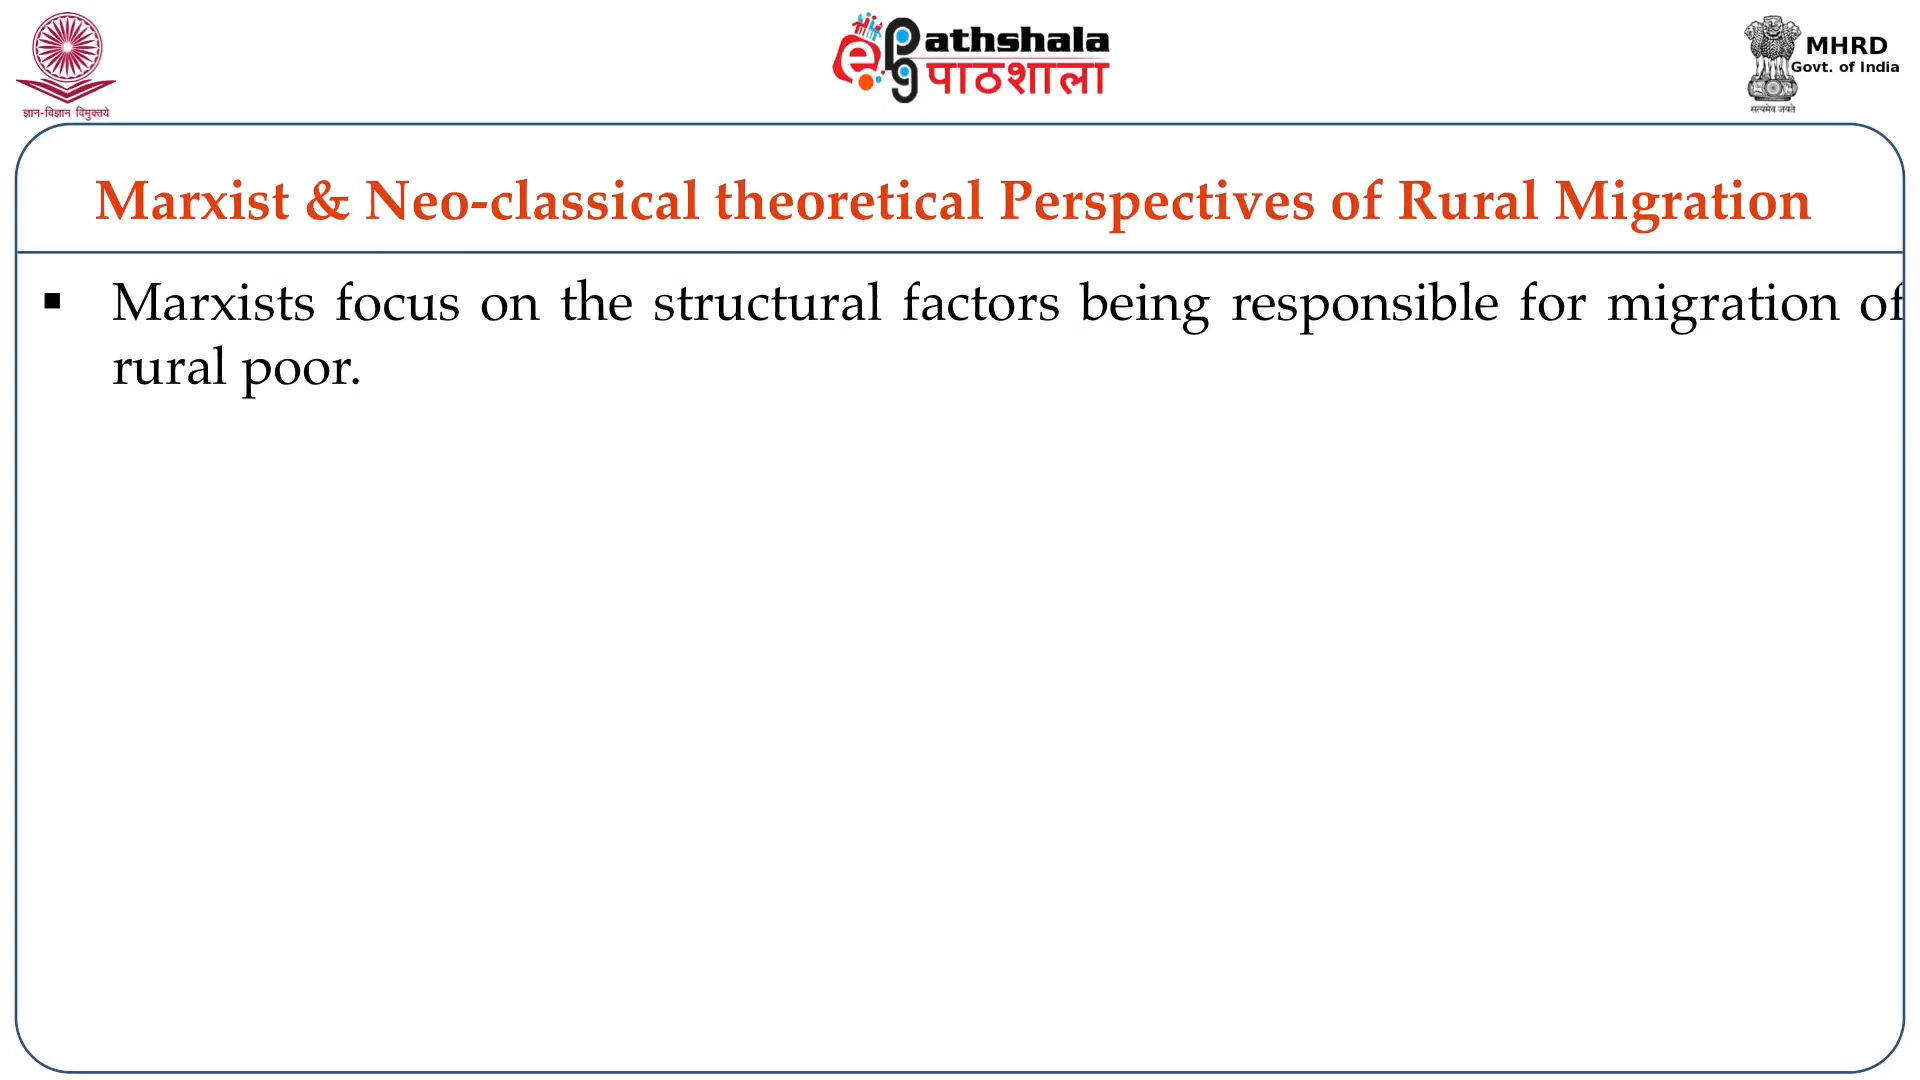 ज्ञान-विज्ञान विमुक्तये
e PG Pathshala
पाठशाला
MHRD
Govt. of India
सत्यमेव जयते
Marxist & Neo-classical theoretical Perspectives of Rural Migration
▪ Marxists focus on the structural factors being responsible for migration of
rural poor.